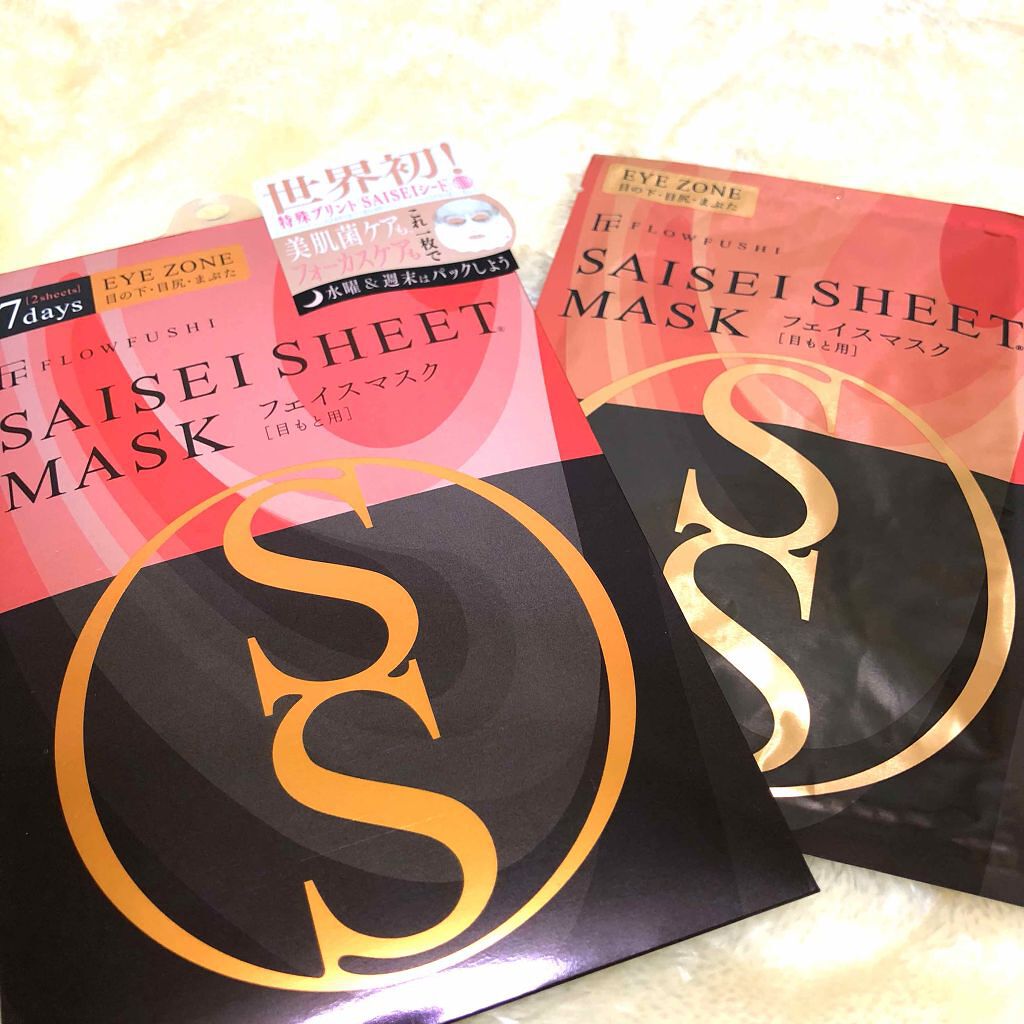 世界初!
特殊プリント SAISEIシート
美肌菌ケアも
フォーカスケアも
これ一枚で
水曜 & 週末はパックしよう
7days
[2sheets]
EYE ZONE
目の下・目尻・まぶた
FLOWFUSHI
SAISEI SHEET®
MASK
フェイスマスク
[目もと用]
SS
EYE ZONE
目の下・目尻・まぶた
FLOWFUSHI
SAISEI SHEET®
MASK
フェイスマスク
[目もと用]
SS